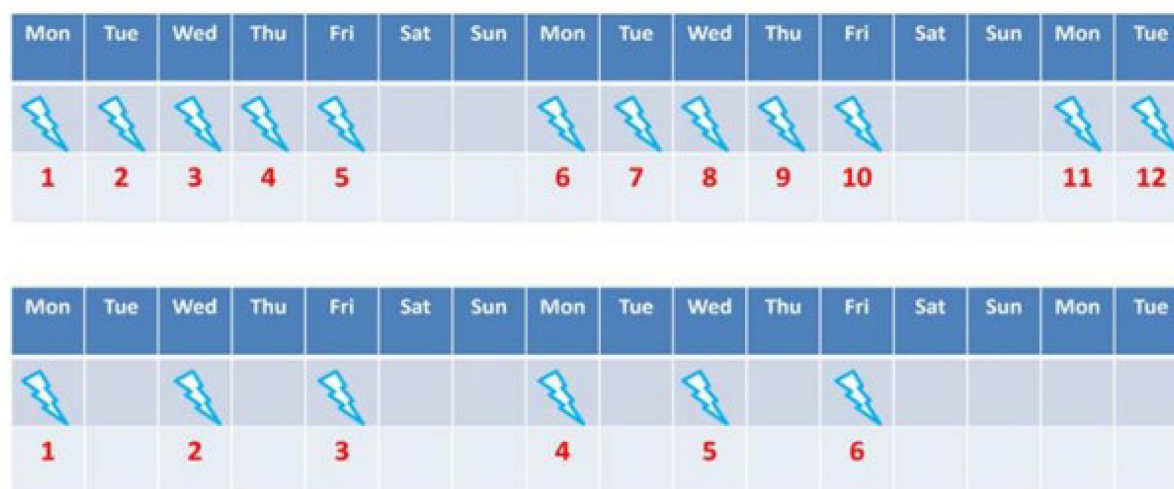 Mon Tue Wed Thu Fri Sat Sun Mon Tue Wed Thu Fri Sat Sun Mon Tue
1 2 3 4 5 6 7 8 9 10 11 12
Mon Tue Wed Thu Fri Sat Sun Mon Tue Wed Thu Fri Sat Sun Mon Tue
1 2 3 4 5 6